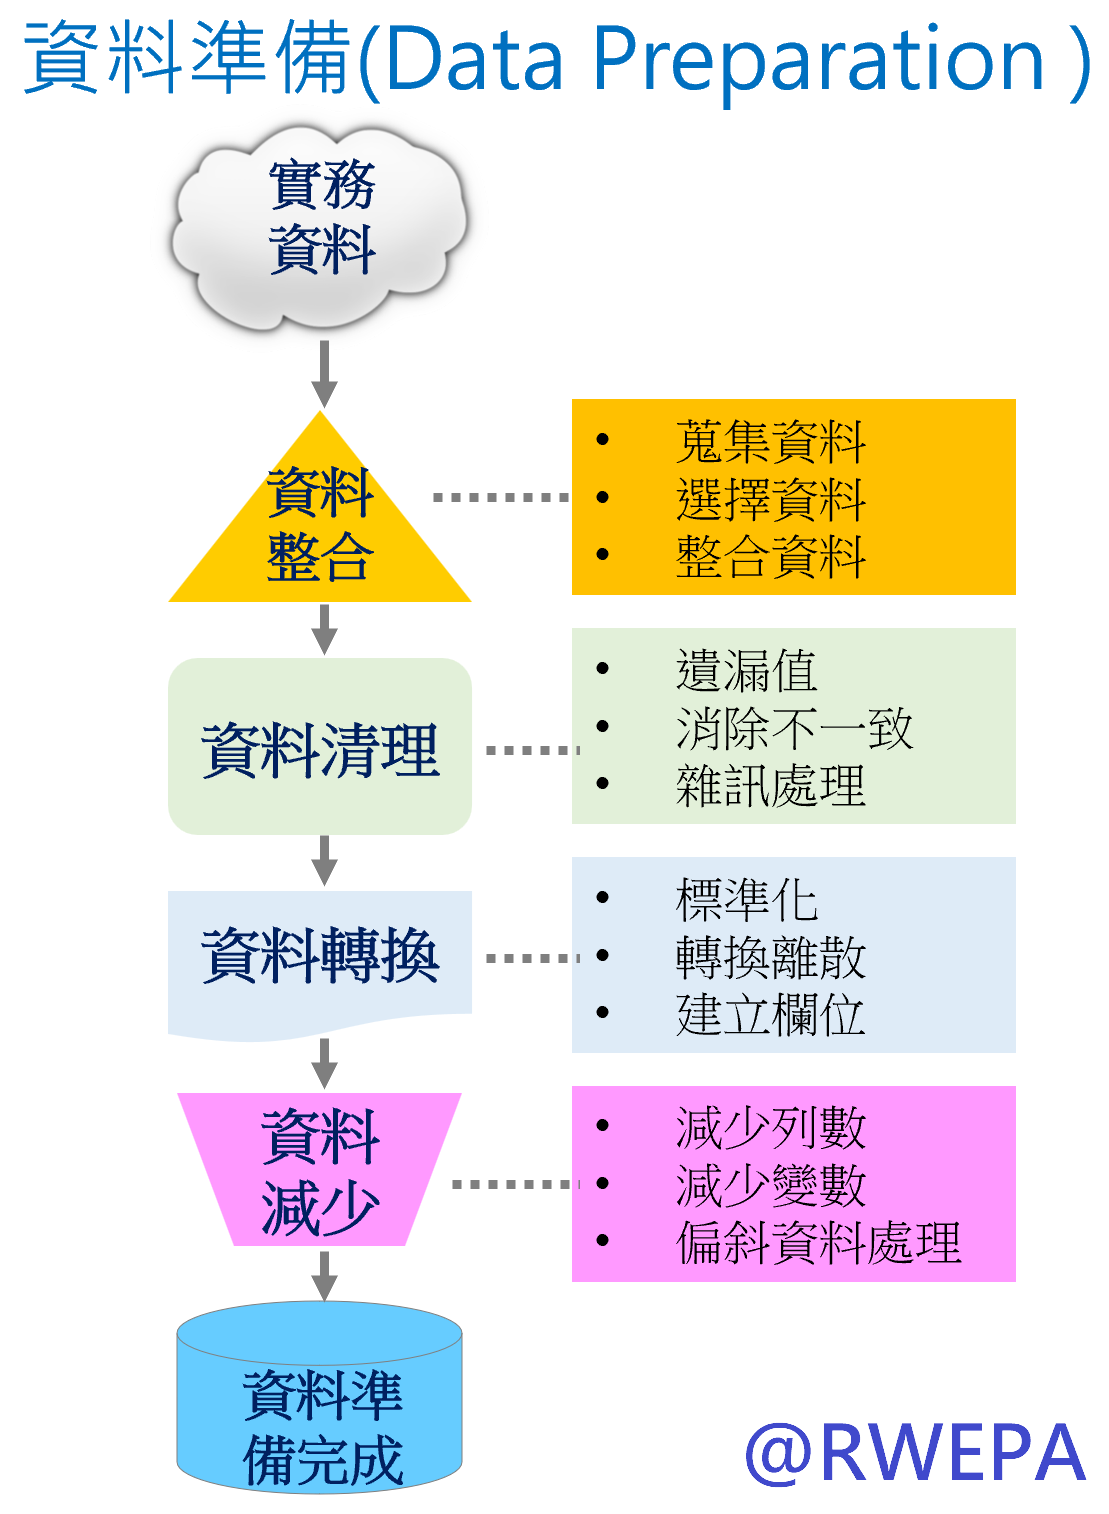 資料準備(Data Preparation )
實務
資料
資料
整合
• 蒐集資料
• 選擇資料
• 整合資料
資料清理
• 遺漏值
• 消除不一致
• 雜訊處理
資料轉換
• 標準化
• 轉換離散
• 建立欄位
資料
減少
• 減少列數
• 減少變數
• 偏斜資料處理
資料準
備完成
@RWEPA